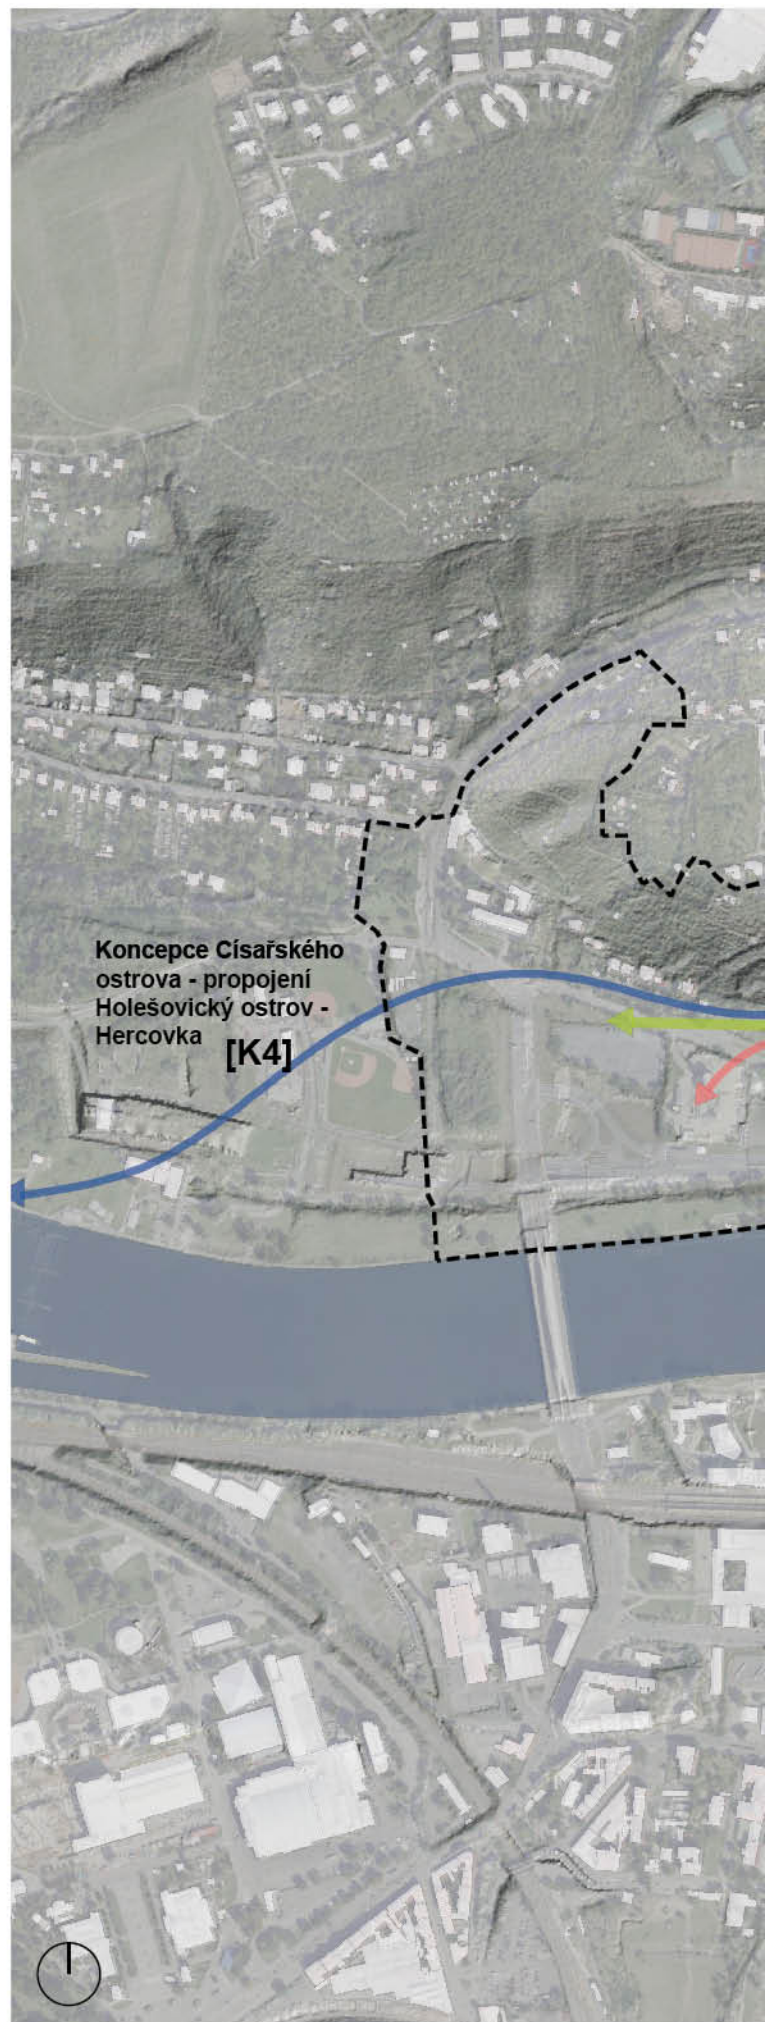 Koncepce Císařského
ostrova - propojení
Holešovický ostrov -
Hercovka
[K4]